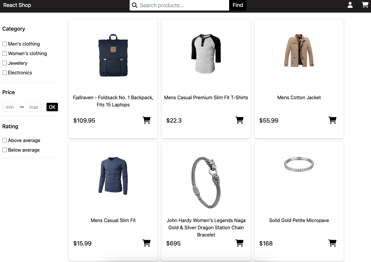 React Shop
Search products...
Find
Category
Men's clothing
Women's clothing
Jewelery
Electronics
Price
min
max
OK
Rating
Above average
Below average
Fjallraven - Foldsack No. 1 Backpack,
Fits 15 Laptops
$109.95
Mens Casual Premium Slim Fit T-Shirts
$22.3
Mens Cotton Jacket
$55.99
Mens Casual Slim Fit
$15.99
John Hardy Women's Legends Naga
Gold & Silver Dragon Station Chain
Bracelet
$695
Solid Gold Petite Micropave
$168